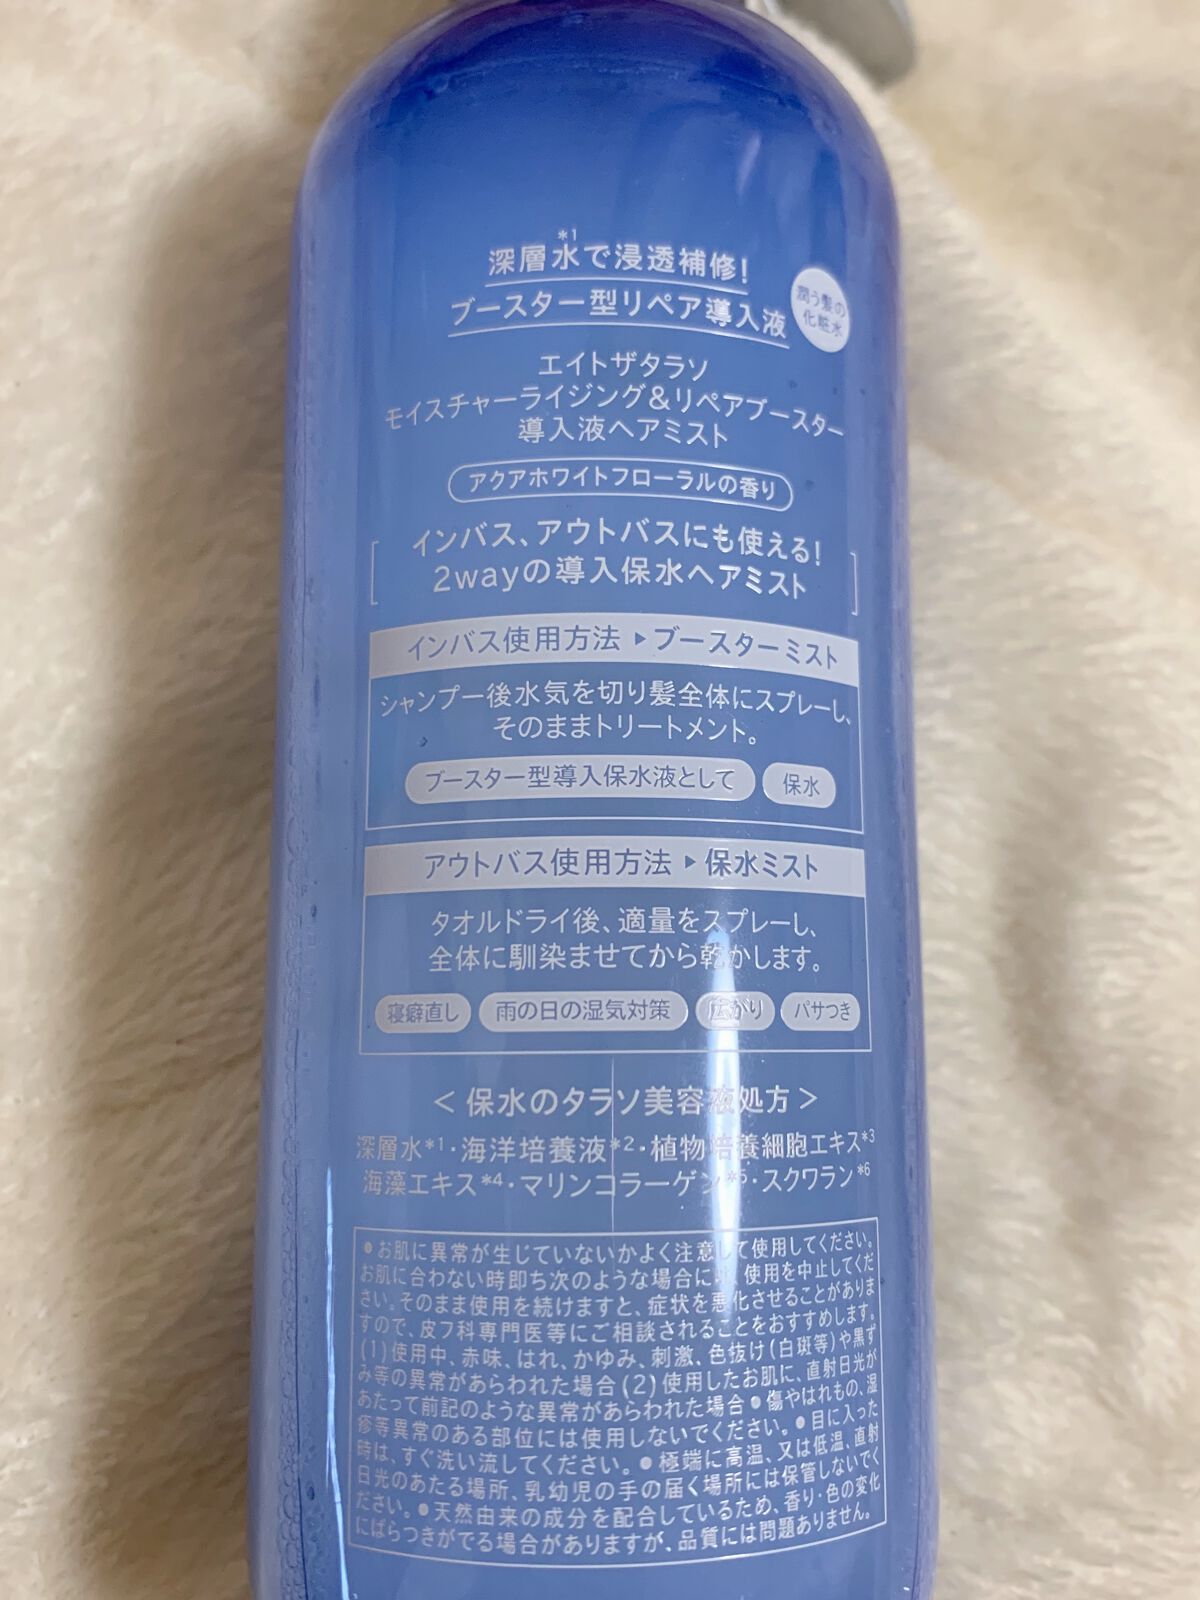 深層水*1で浸透補修!
ブースター型リペア導入液
潤う髪の
化粧水
エイトザタラソ
モイスチャーライジング&リペアブースター
導入液ヘアミスト
アクアホワイトフローラルの香り
インバス、アウトバスにも使える!
2wayの導入保水ヘアミスト
インバス使用方法 ▶ ブースターミスト
シャンプー後水気を切り髪全体にスプレーし、
そのままトリートメント。
ブースター型導入保水液として 保水
アウトバス使用方法 ▶ 保水ミスト
タオルドライ後、適量をスプレーし、
全体に馴染ませてから乾かします。
寝癖直し 雨の日の湿気対策 広がり パサつき
< 保水のタラソ美容液処方 >
深層水*1・海洋培養液*2・植物培養細胞エキス*3
海藻エキス*4・マリンコラーゲン*5・スクワラン*6
●お肌に異常が生じていないかよく注意して使用してください。
お肌に合わない時即ち次のような場合には、使用を中止してくだ
さい。そのまま使用を続けますと、症状を悪化させることがありま
すので、皮フ科専門医等にご相談されることをおすすめします。
(1)使用中、赤味、はれ、かゆみ、刺激、色抜け(白斑等)や黒ず
み等の異常があらわれた場合(2)使用したお肌に、直射日光が
あたって前記のような異常があらわれた場合●傷やはれもの、湿
疹等異常のある部位には使用しないでください。●目に入った
時は、すぐ洗い流してください。●極端に高温、又は低温、直射
日光のあたる場所、乳幼児の手の届く場所には保管しないでく
ださい。●天然由来の成分を配合しているため、香り・色の変化
にばらつきがでる場合がありますが、品質には問題ありません。